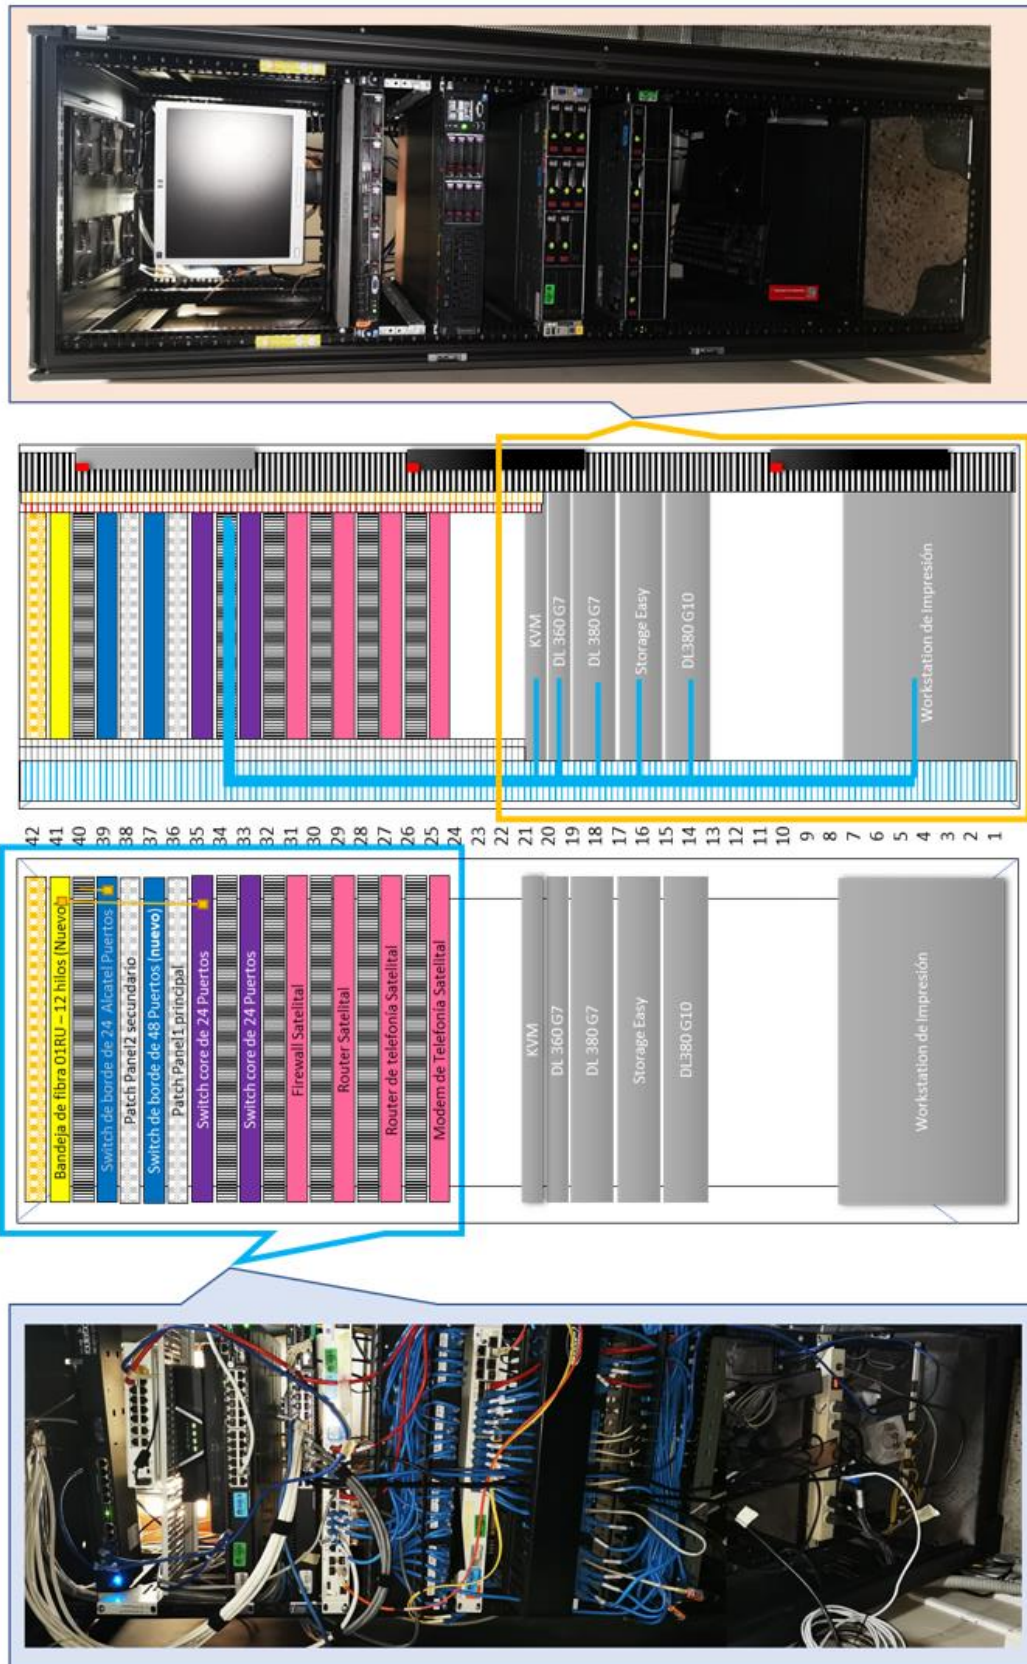 KVM
DL 360 G7
DL 380 G7
Storage Easy
DL380 G10
Workstation de Impresión
42
41
40
39
38
37
36
35
34
33
32
31
30
29
28
27
26
25
24
23
22
21
20
19
18
17
16
15
14
13
12
11
10
9
8
7
6
5
4
3
2
1
Bandeja de fibra 01RU – 12 hilos (Nuevo
Switch de borde de 24 Alcatel Puertos
Patch Panel2 secundario
Switch de borde de 48 Puertos (nuevo)
Patch Panel1 principal
Switch core de 24 Puertos
Switch core de 24 Puertos
Firewall Satelital
Router Satelital
Router de telefonía Satelital
Modem de Telefonía Satelital
KVM
DL 360 G7
DL 380 G7
Storage Easy
DL380 G10
Workstation de Impresión